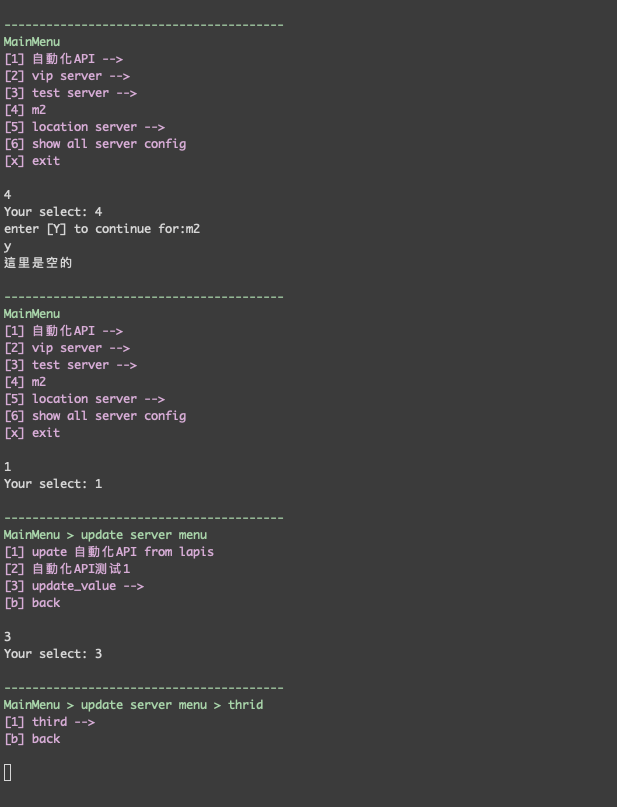 ----------------------------------------
MainMenu
[1] 自動化API -->
[2] vip server -->
[3] test server -->
[4] m2
[5] location server -->
[6] show all server config
[x] exit
4
Your select: 4
enter [Y] to continue for:m2
y
這里是空的
----------------------------------------
MainMenu
[1] 自動化API -->
[2] vip server -->
[3] test server -->
[4] m2
[5] location server -->
[6] show all server config
[x] exit
1
Your select: 1
----------------------------------------
MainMenu > update server menu
[1] upate 自動化API from lapis
[2] 自動化API测试1
[3] update_value -->
[b] back
3
Your select: 3
----------------------------------------
MainMenu > update server menu > thrid
[1] third -->
[b] back